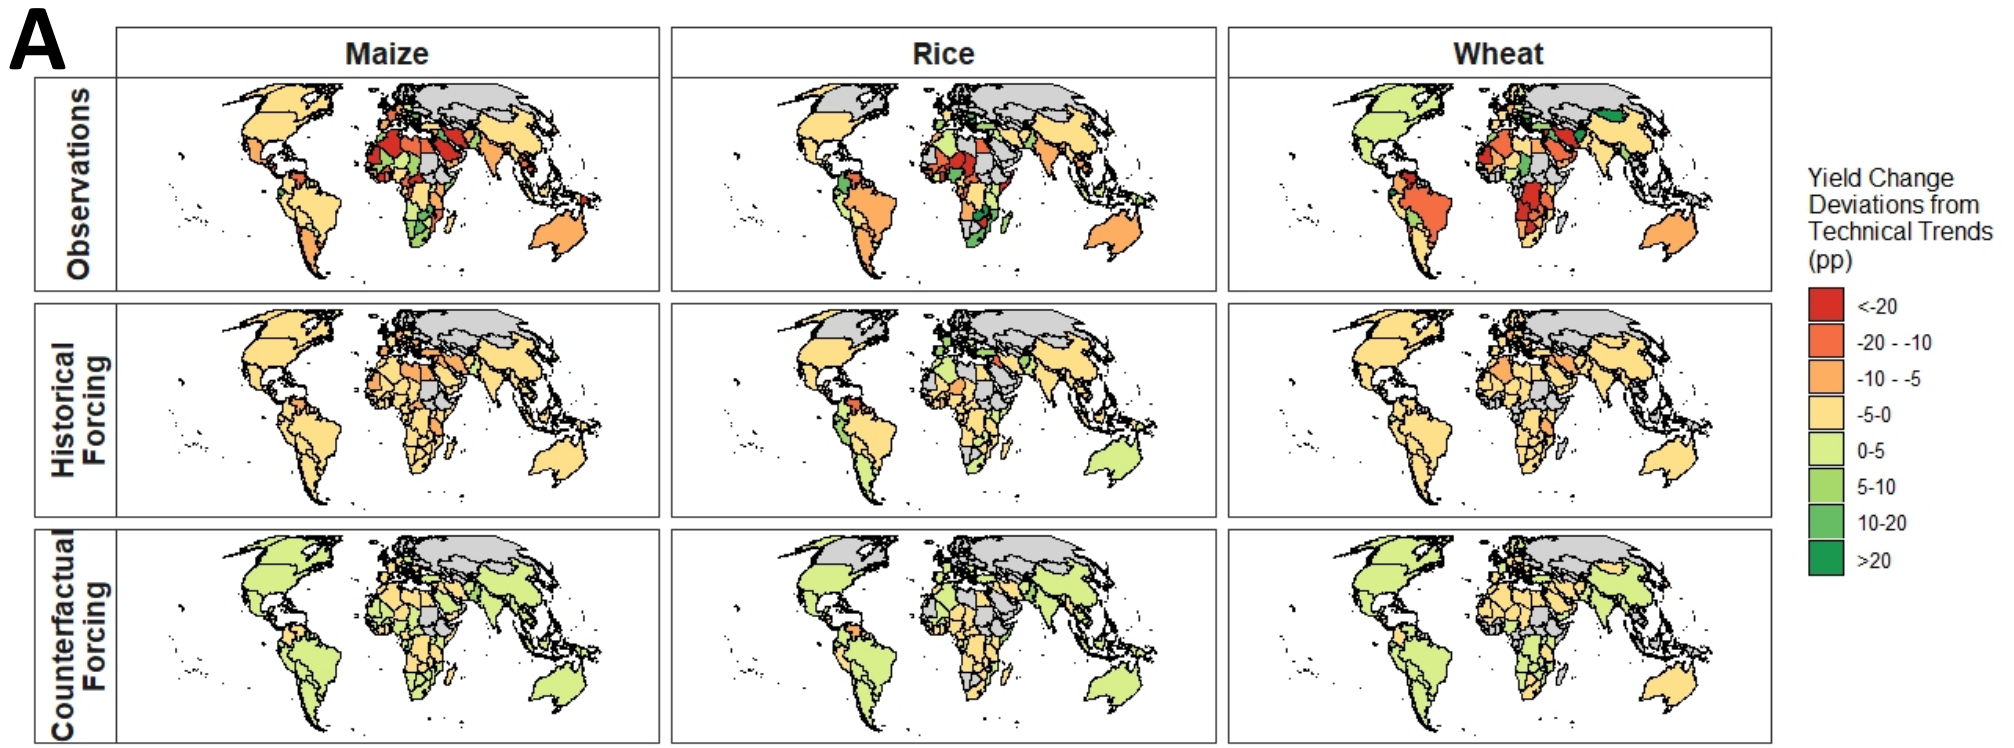 A
Maize
Rice
Wheat
Observations
Historical
Forcing
Counterfactual
Forcing
Yield Change
Deviations from
Technical Trends
(pp)
<-20
-20 - -10
-10 - -5
-5-0
0-5
5-10
10-20
>20